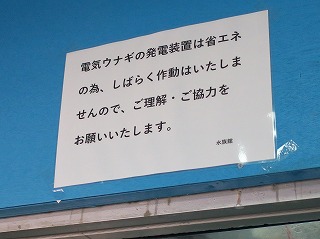 電気ウナギの発電装置は省エネ
の為、しばらく作動はいたしま
せんので、ご理解・ご協力を
お願いいたします。
水族館